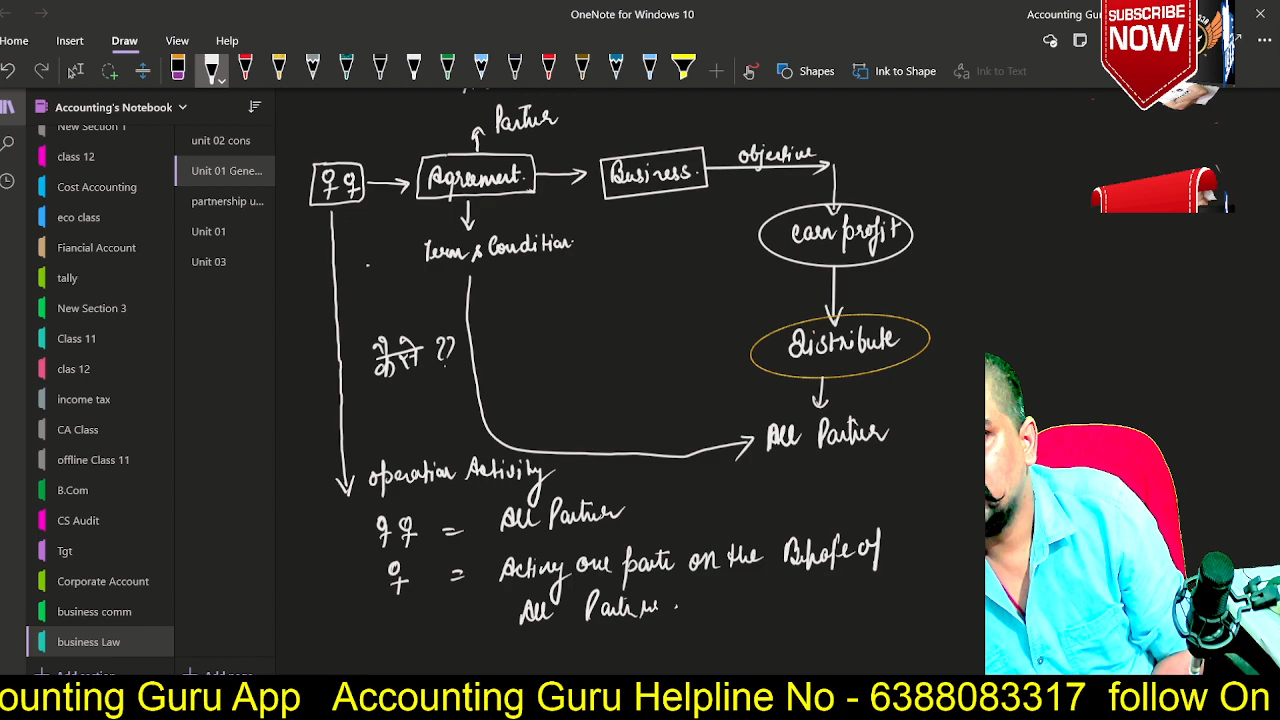 OneNote for Windows 10
Accounting Gu
SUBSCRIBE
NOW
Home Insert Draw View Help
Shapes Ink to Shape Ink to Text
Accounting's Notebook
New Section 1
class 12
Cost Accounting
eco class
Fiancial Account
tally
New Section 3
Class 11
clas 12
income tax
CA Class
offline Class 11
B.Com
CS Audit
Tgt
Corporate Account
business comm
business Law
unit 02 cons
Unit 01 Gene...
partnership u...
Unit 01
Unit 03
Partner
Agreement
Business
objective
Term & Condition
earn profit
distribute
All Partner
??
operation Activity
= All Partner
= Acting one on the of
All
ounting Guru App Accounting Guru Helpline No - 6388083317 follow On